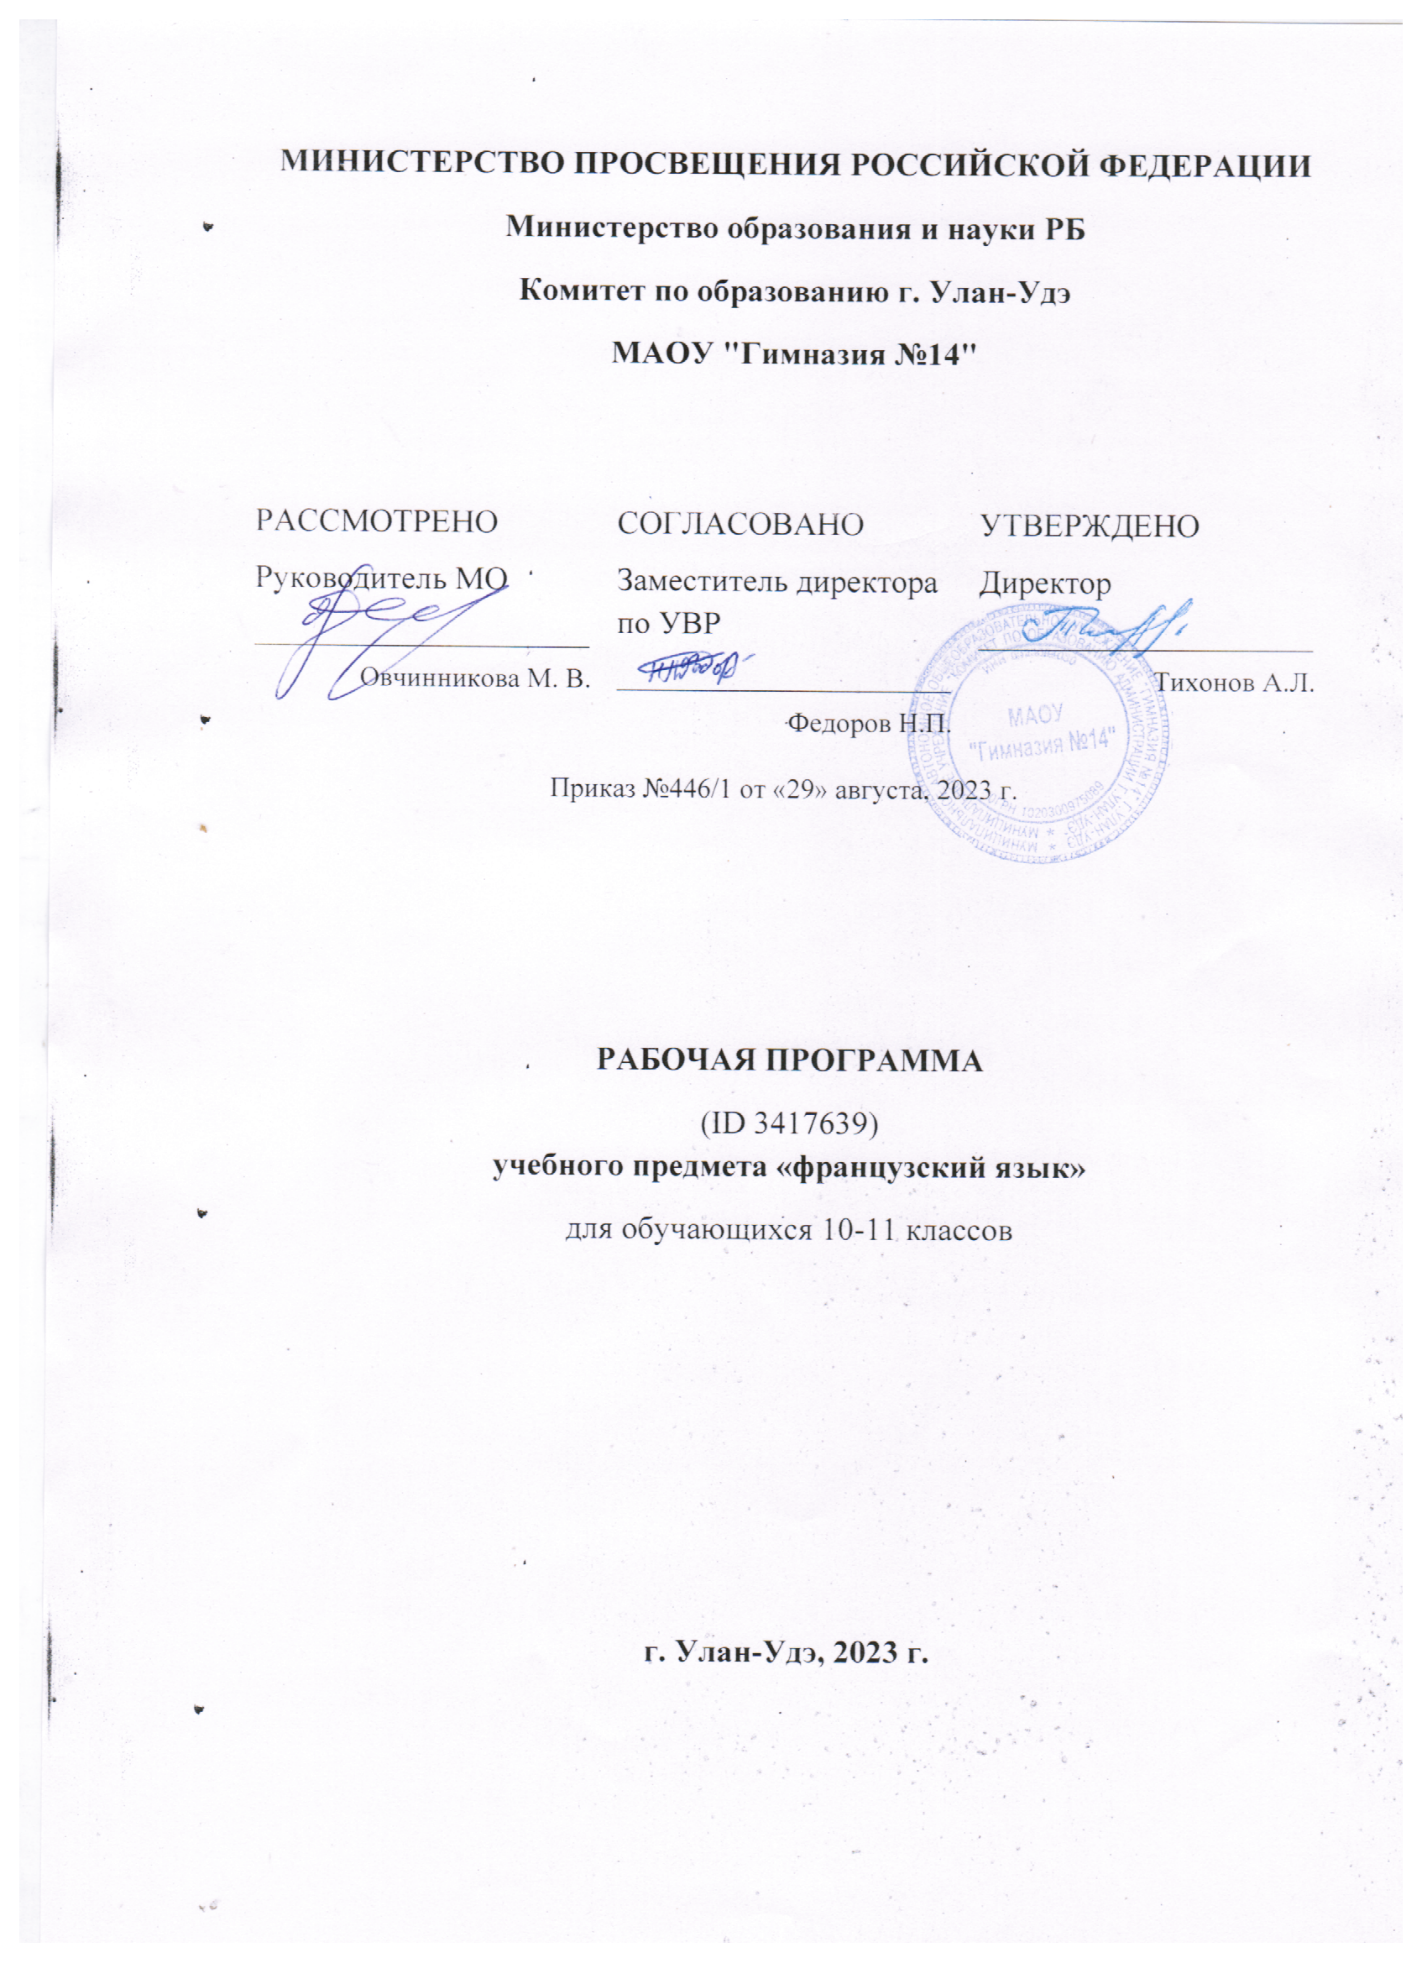 МИНИСТЕРСТВО ПРОСВЕЩЕНИЯ РОССИЙСКОЙ ФЕДЕРАЦИИ
Министерство образования и науки РБ
Комитет по образованию г. Улан-Удэ
МАОУ "Гимназия №14"
РАССМОТРЕНО
Руководитель МО
Овчинникова М. В.
СОГЛАСОВАНО
Заместитель директора
по УВР
Федоров Н.П.
УТВЕРЖДЕНО
Директор
Тихонов А.Л.
МАОУ
"Гимназия №14"
Приказ №446/1 от «29» августа. 2023 г.
РАБОЧАЯ ПРОГРАММА
(ID 3417639)
учебного предмета «французский язык»
для обучающихся 10-11 классов
г. Улан-Удэ, 2023 г.